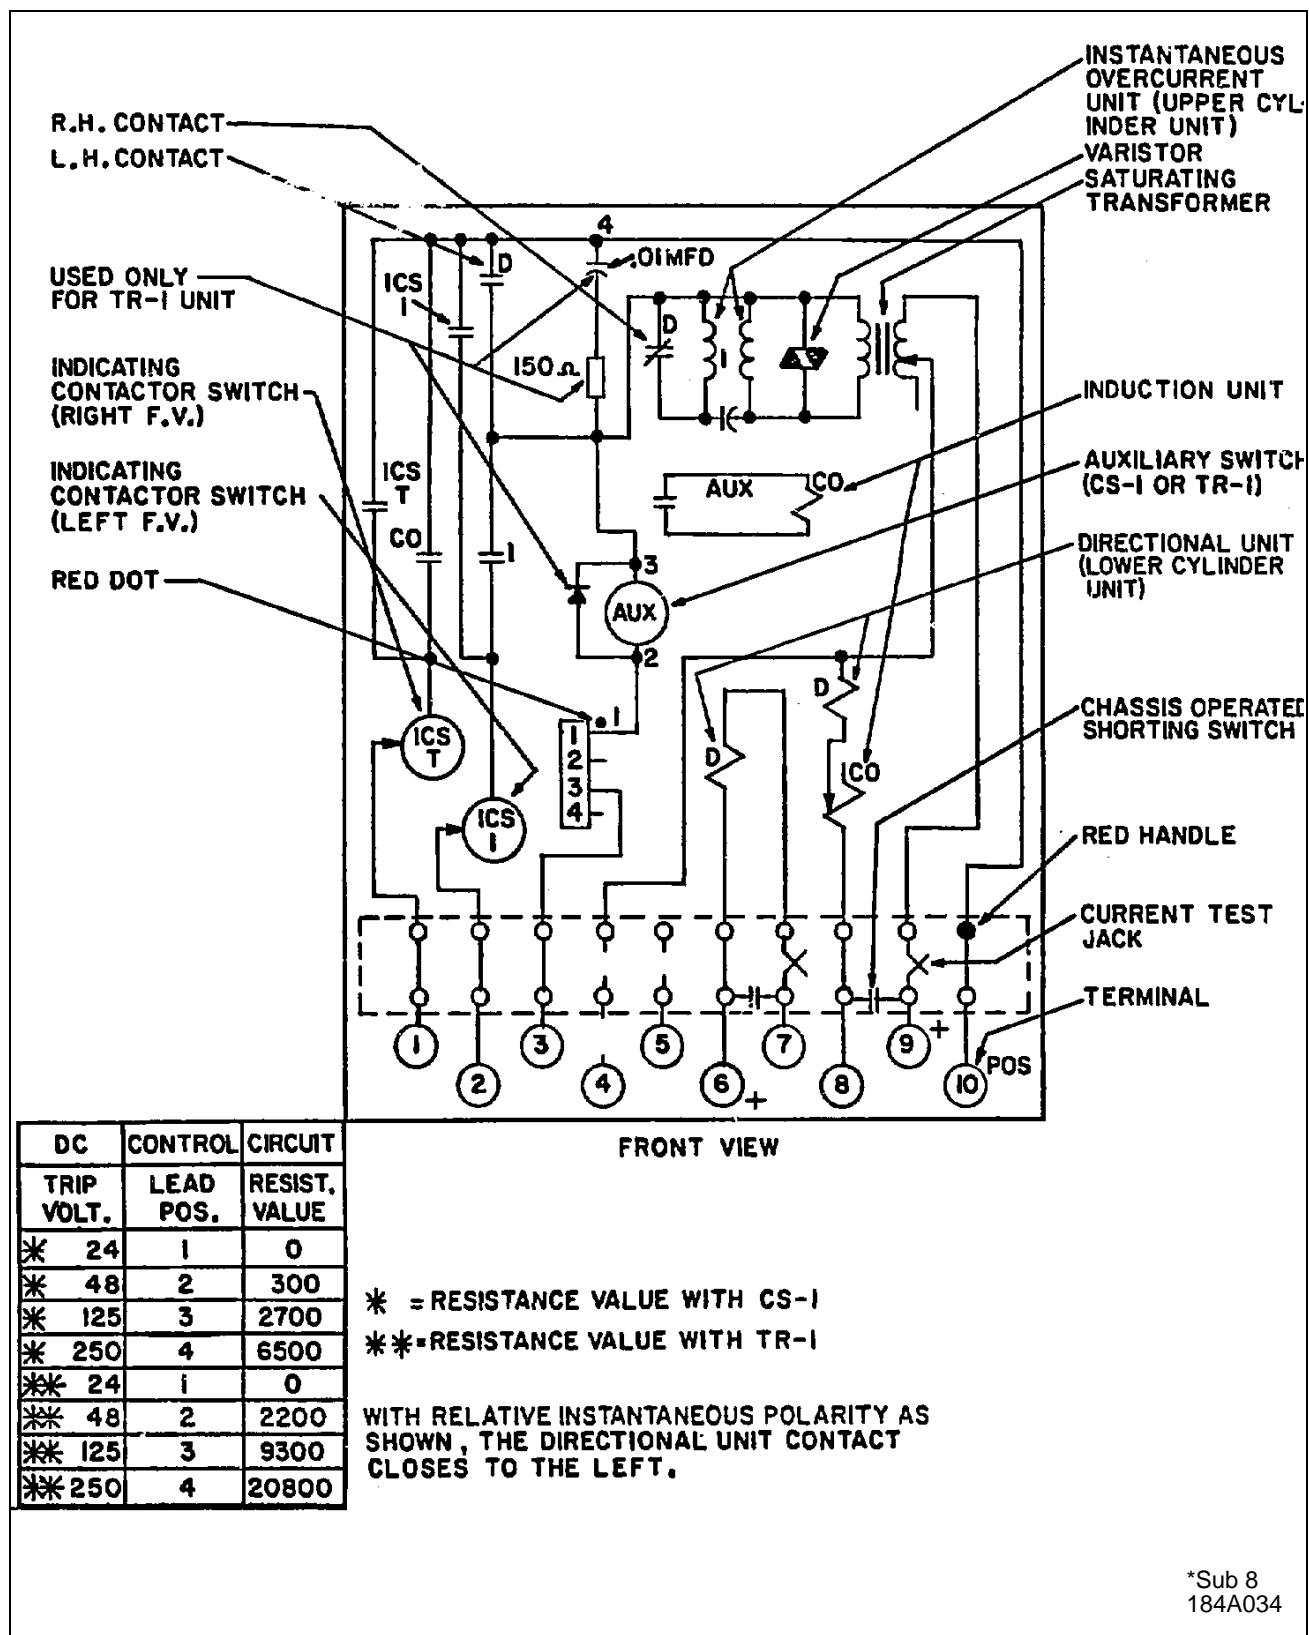 INSTANTANEOUS
OVERCURRENT
UNIT (UPPER CYL-
INDER UNIT)
VARISTOR
SATURATING
TRANSFORMER
R.H. CONTACT
L.H. CONTACT
USED ONLY
FOR TR-1 UNIT
INDICATING
CONTACTOR SWITCH
(RIGHT F.V.)
INDICATING
CONTACTOR SWITCH
(LEFT F.V.)
RED DOT
INDUCTION UNIT
AUXILIARY SWITCH
(CS-1 OR TR-1)
DIRECTIONAL UNIT
(LOWER CYLINDER
UNIT)
CHASSIS OPERATED
SHORTING SWITCH
RED HANDLE
CURRENT TEST
JACK
TERMINAL
4
D
.01MFD
ICS
I
D
I
150Ω
ICS
T
AUX
CO
CO
I
3
AUX
2
D
1
ICS
T
1
2
3
4
D
CO
ICS
I
1
3
5
7
9
+
2
4
6
+
8
10
POS
FRONT VIEW
DC CONTROL CIRCUIT
TRIP VOLT. LEAD POS. RESIST. VALUE
* 24 1 0
* 48 2 300
* 125 3 2700
* 250 4 6500
** 24 1 0
** 48 2 2200
** 125 3 9300
** 250 4 20800
* = RESISTANCE VALUE WITH CS-1
**=RESISTANCE VALUE WITH TR-1
WITH RELATIVE INSTANTANEOUS POLARITY AS
SHOWN, THE DIRECTIONAL UNIT CONTACT
CLOSES TO THE LEFT.
*Sub 8
184A034